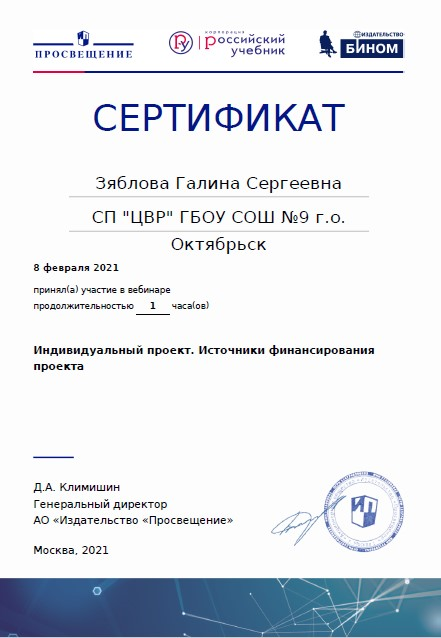 ПРОСВЕЩЕНИЕ
корпорация
российский
учебник
ИЗДАТЕЛЬСТВО
БИНОМ
СЕРТИФИКАТ
Зяблова Галина Сергеевна
СП "ЦВР" ГБОУ СОШ №9 г.о.
Октябрьск
8 февраля 2021
принял(а) участие в вебинаре
продолжительностью 1 часа(ов)
Индивидуальный проект. Источники финансирования
проекта
Д.А. Климишин
Генеральный директор
АО «Издательство «Просвещение»
Москва, 2021